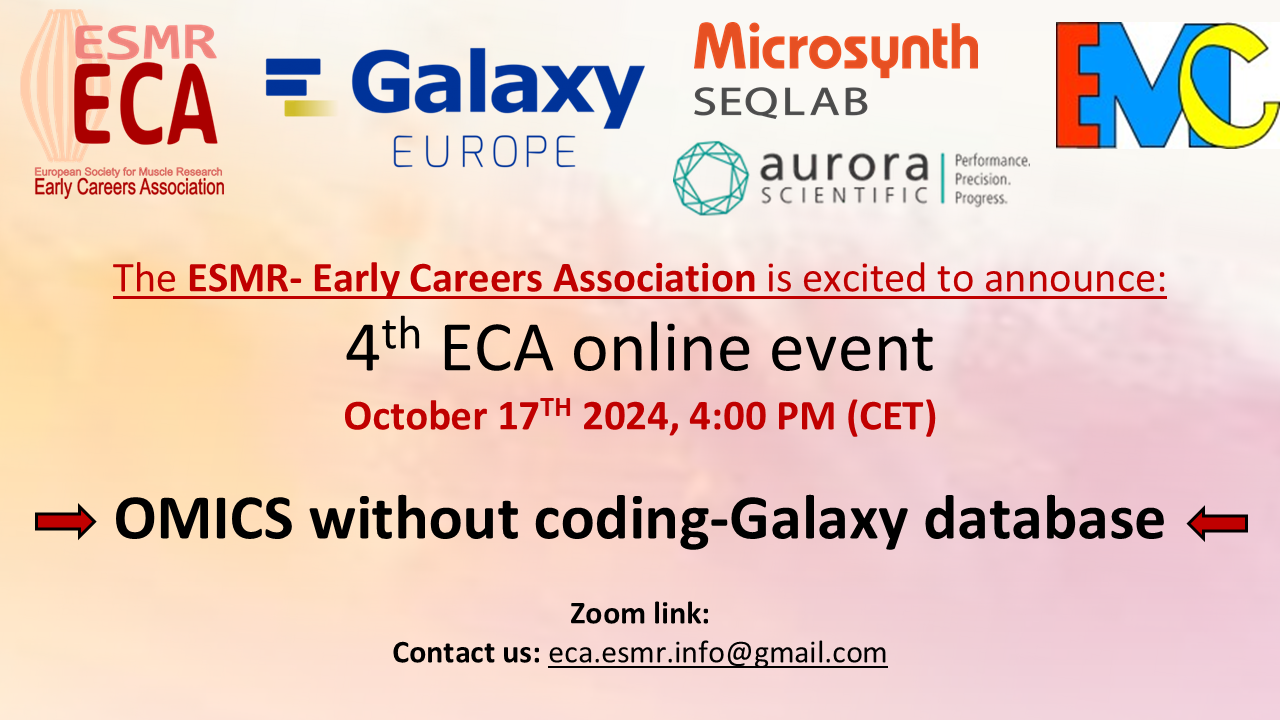 ESMR
ECA
European Society for Muscle Research
Early Careers Association
Galaxy
EUROPE
Microsynth
SEQLAB
aurora
SCIENTIFIC
Performance.
Precision.
Progress.
EMC
The ESMR- Early Careers Association is excited to announce:
4th ECA online event
October 17TH 2024, 4:00 PM (CET)
OMICS without coding-Galaxy database
Zoom link:
Contact us: eca.esmr.info@gmail.com